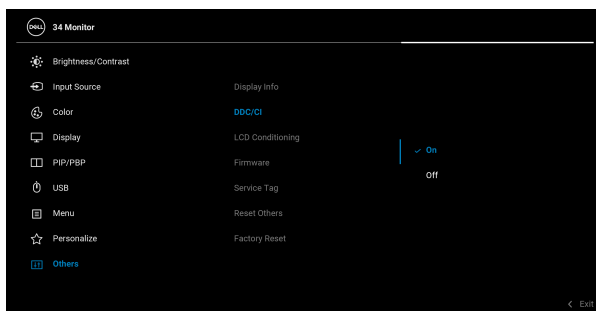 DELL
34 Monitor
Brightness/Contrast
Input Source
Color
Display
PIP/PBP
USB
Menu
Personalize
Others
Display Info
DDC/CI
LCD Conditioning
Firmware
Service Tag
Reset Others
Factory Reset
On
Off
Exit